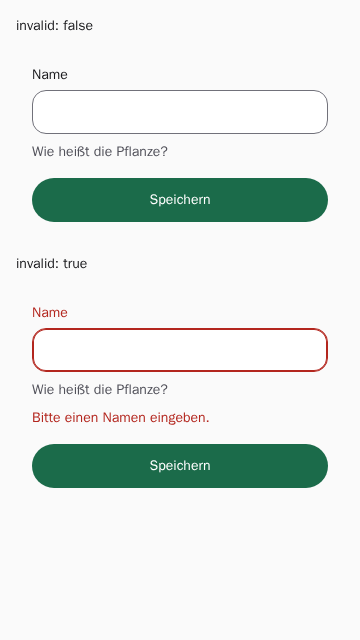 invalid: false
Name
Wie heißt die Pflanze?
Speichern
invalid: true
Name
Wie heißt die Pflanze?
Bitte einen Namen eingeben.
Speichern